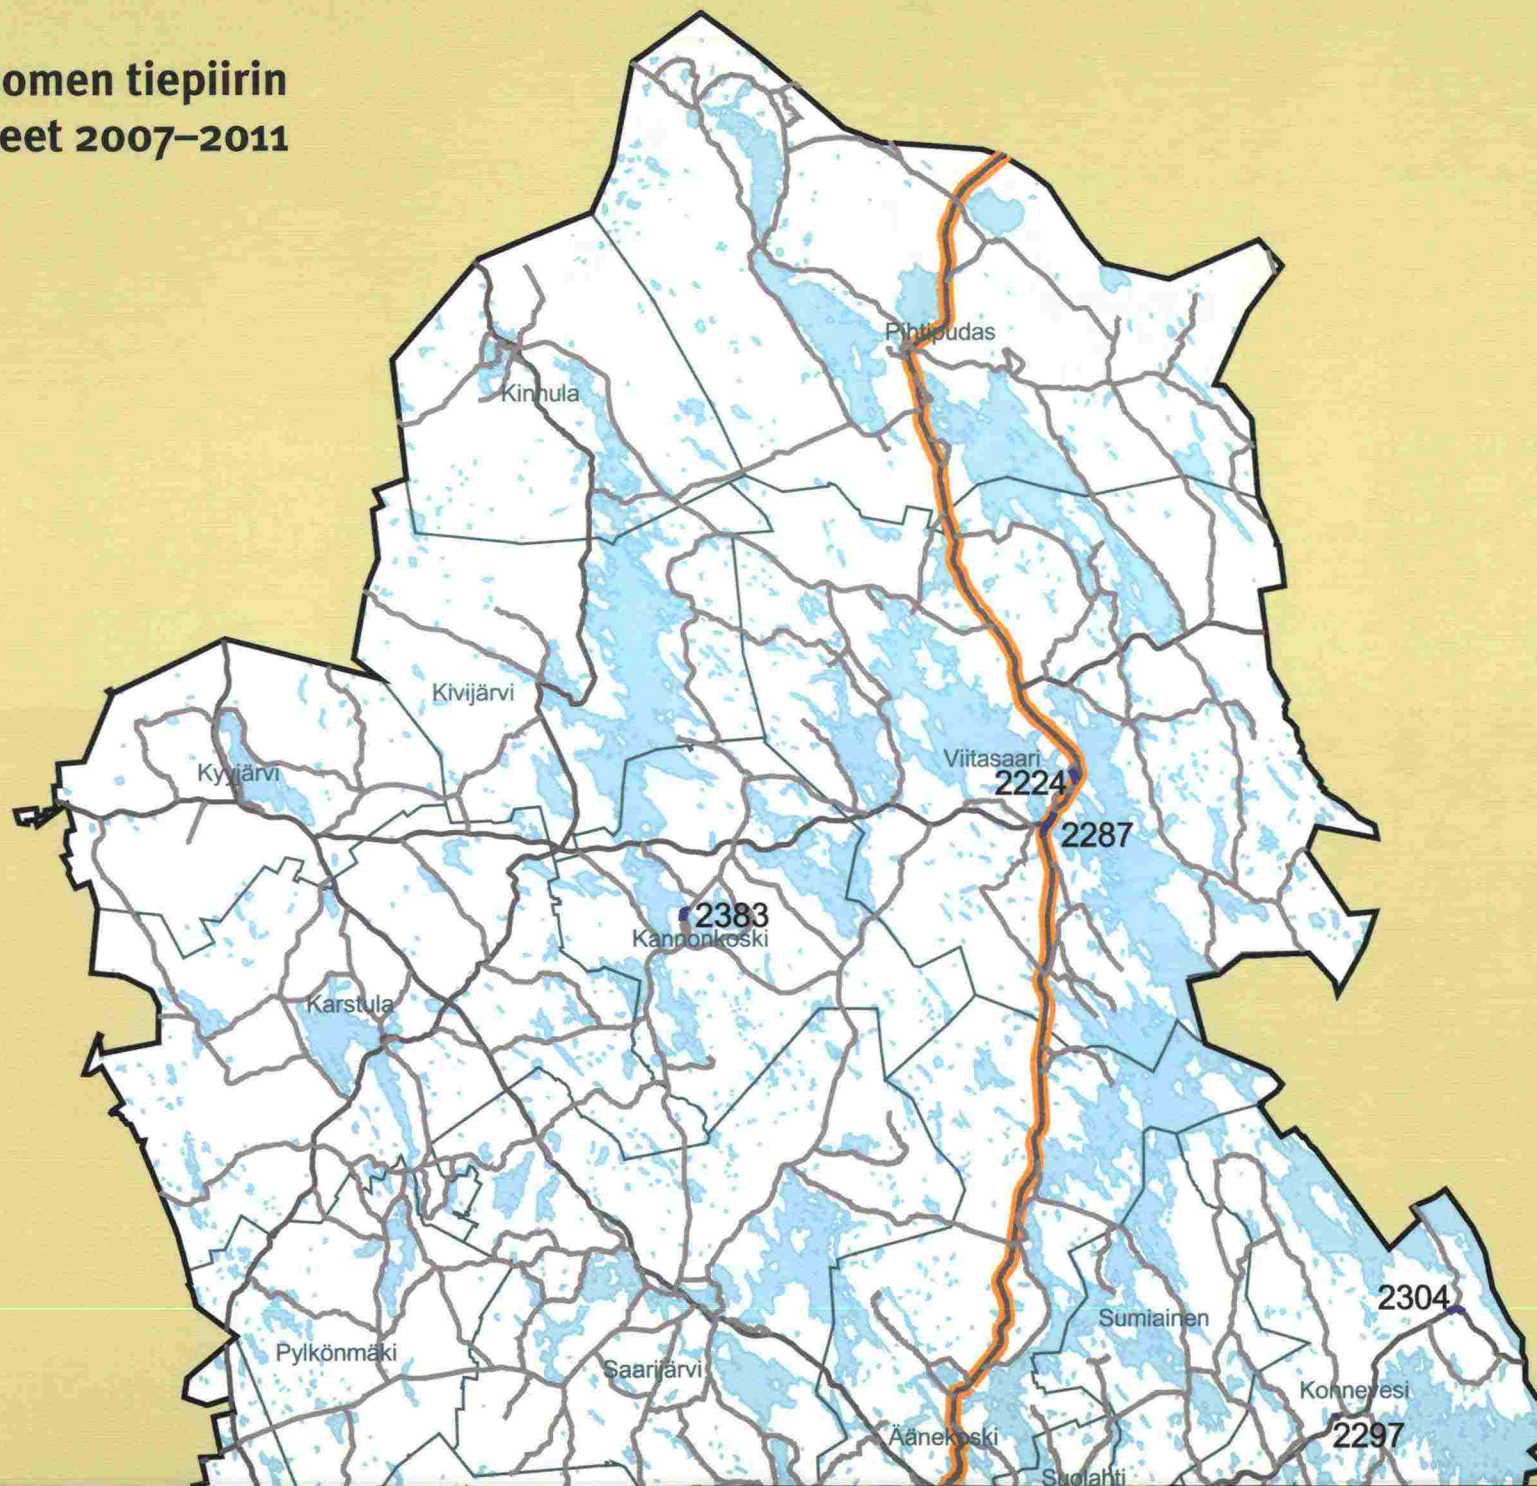 omen tiepiirin
eet 2007–2011
Pihtipudas
Kinnula
Kivijärvi
Viitasaari
2224
Kyyjärvi
2287
2383
Kannonkoski
Karstula
2304
Sumiainen
Pylkönmäki
Saarijärvi
Konnevesi
2297
Äänekoski
Suolahti